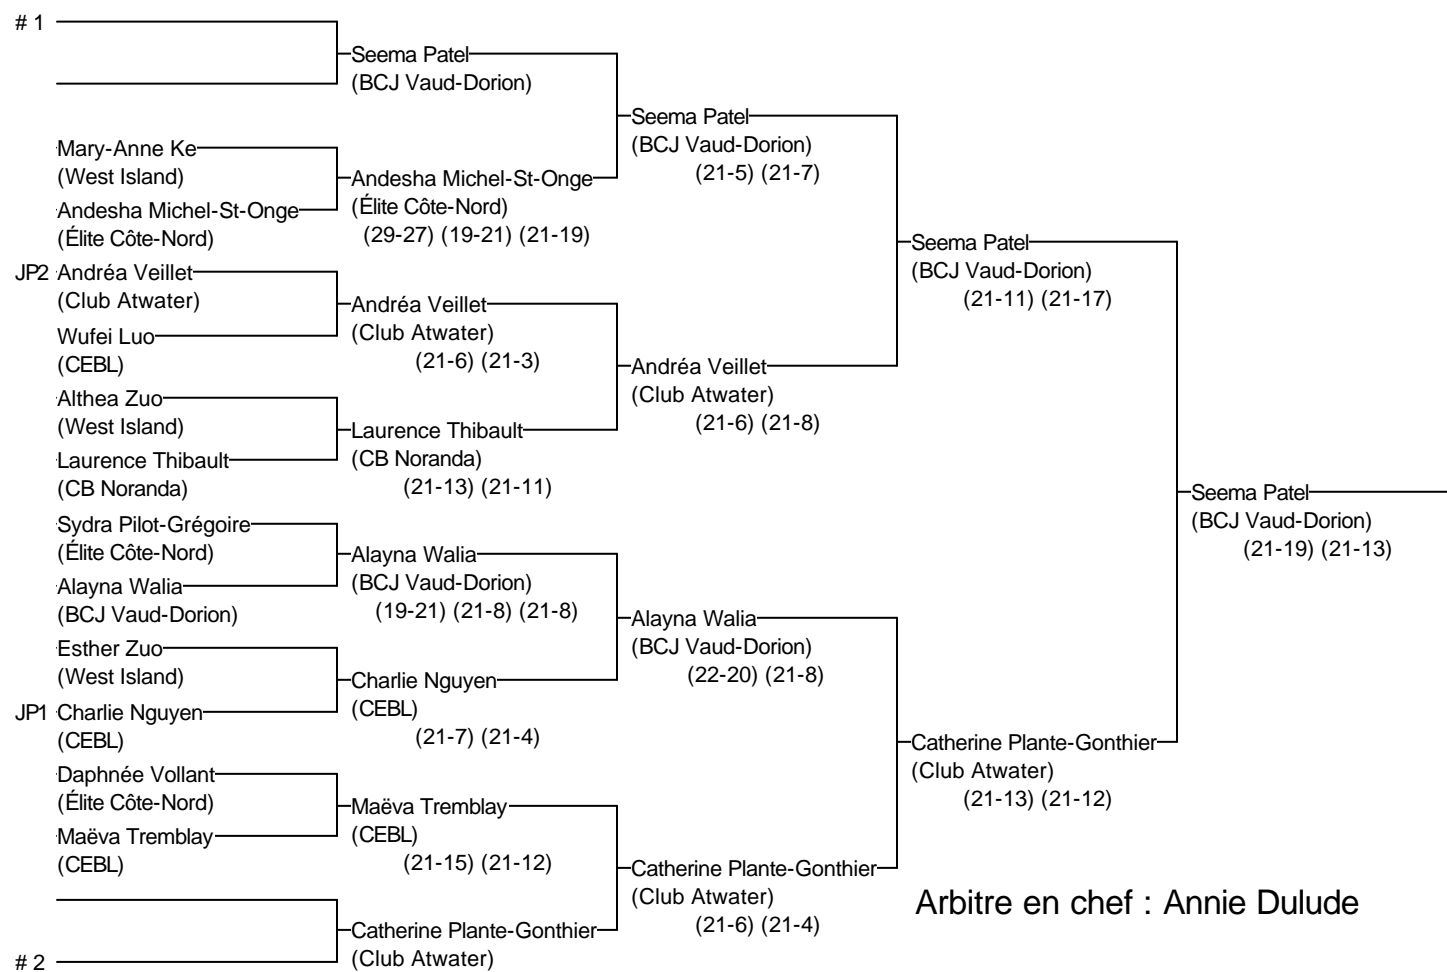 # 1
Seema Patel
(BCJ Vaud-Dorion)
Seema Patel
(BCJ Vaud-Dorion)
(21-5) (21-7)
Mary-Anne Ke
(West Island)
Andesha Michel-St-Onge
(Élite Côte-Nord)
(29-27) (19-21) (21-19)
Andesha Michel-St-Onge
(Élite Côte-Nord)
Seema Patel
(BCJ Vaud-Dorion)
(21-11) (21-17)
JP2 Andréa Veillet
(Club Atwater)
Andréa Veillet
(Club Atwater)
(21-6) (21-3)
Wufei Luo
(CEBL)
Andréa Veillet
(Club Atwater)
(21-6) (21-8)
Althea Zuo
(West Island)
Laurence Thibault
(CB Noranda)
(21-13) (21-11)
Laurence Thibault
(CB Noranda)
Seema Patel
(BCJ Vaud-Dorion)
(21-19) (21-13)
Sydra Pilot-Grégoire
(Élite Côte-Nord)
Alayna Walia
(BCJ Vaud-Dorion)
(19-21) (21-8) (21-8)
Alayna Walia
(BCJ Vaud-Dorion)
Alayna Walia
(BCJ Vaud-Dorion)
(22-20) (21-8)
Esther Zuo
(West Island)
Charlie Nguyen
(CEBL)
(21-7) (21-4)
JP1 Charlie Nguyen
(CEBL)
Catherine Plante-Gonthier
(Club Atwater)
(21-13) (21-12)
Daphnée Vollant
(Élite Côte-Nord)
Maëva Tremblay
(CEBL)
(21-15) (21-12)
Maëva Tremblay
(CEBL)
Catherine Plante-Gonthier
(Club Atwater)
(21-6) (21-4)
Arbitre en chef : Annie Dulude
Catherine Plante-Gonthier
(Club Atwater)
# 2